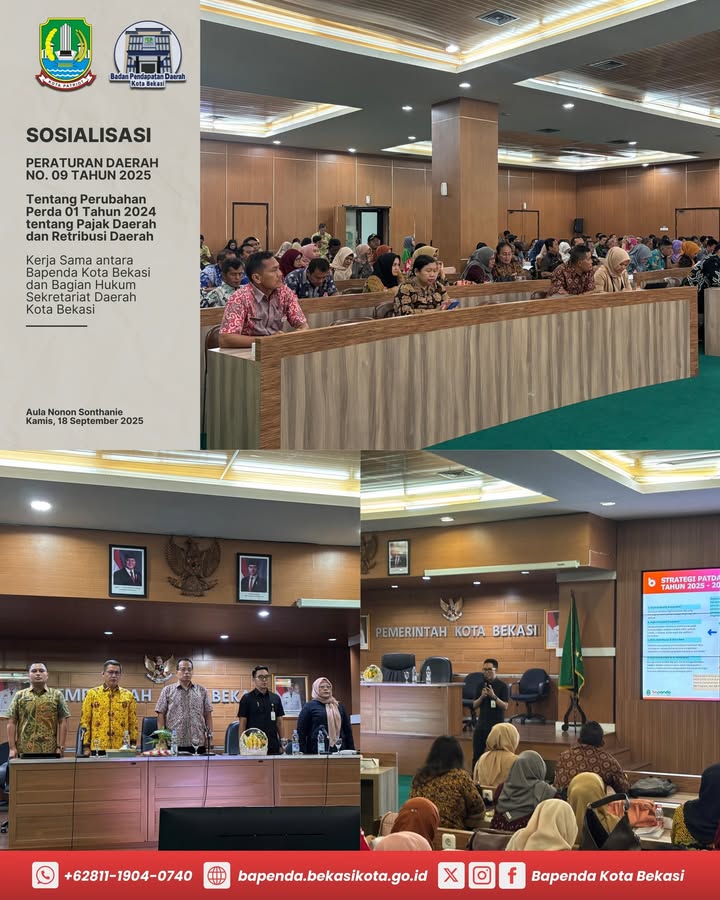 KOTA PATRIOT
Badan Pendapatan Daerah
Kota Bekasi
SOSIALISASI
PERATURAN DAERAH
NO. 09 TAHUN 2025
Tentang Perubahan
Perda 01 Tahun 2024
tentang Pajak Daerah
dan Retribusi Daerah
Kerja Sama antara
Bapenda Kota Bekasi
dan Bagian Hukum
Sekretariat Daerah
Kota Bekasi
Aula Nonon Sonthanie
Kamis, 18 September 2025
PEMERINTAH KOTA BEKASI
STRATEGI
TAHUN 2025 - 20
+62811-1904-0740
bapenda.bekasikota.go.id
Bapenda Kota Bekasi